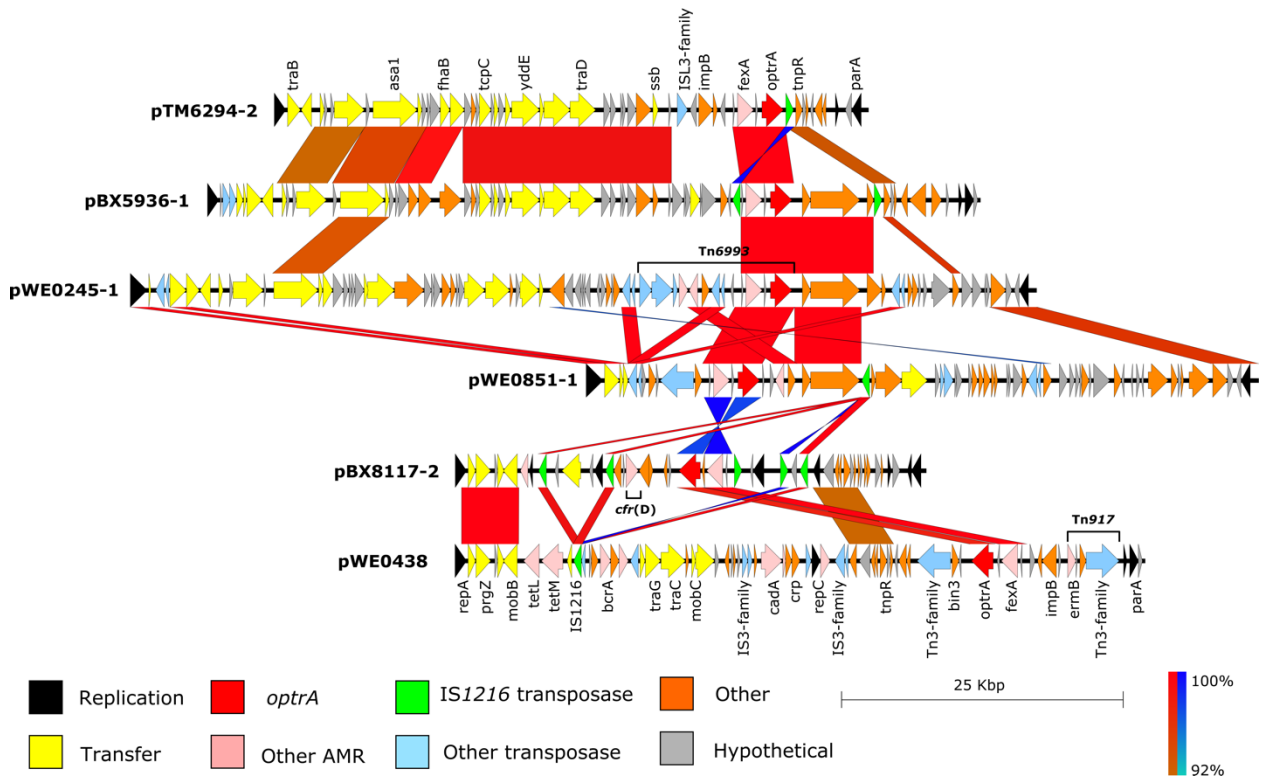 traB asa1 fhaB tcpC yddE traD ssb ISL3-family impB fexA optrA tnpR parA
pTM6294-2
pBX5936-1
Tn6993
pWE0245-1
pWE0851-1
pBX8117-2
cfr(D)
Tn917
pWE0438
repA prgZ mobB tetL tetM IS1216 bcrA traG traC mobC IS3-family cadA crp repC IS3-family tnpR Tn3-family bin3 optrA fexA impB ermB Tn3-family parA
Replication optrA IS1216 transposase Other
25 Kbp
100%
Transfer Other AMR Other transposase Hypothetical
92%